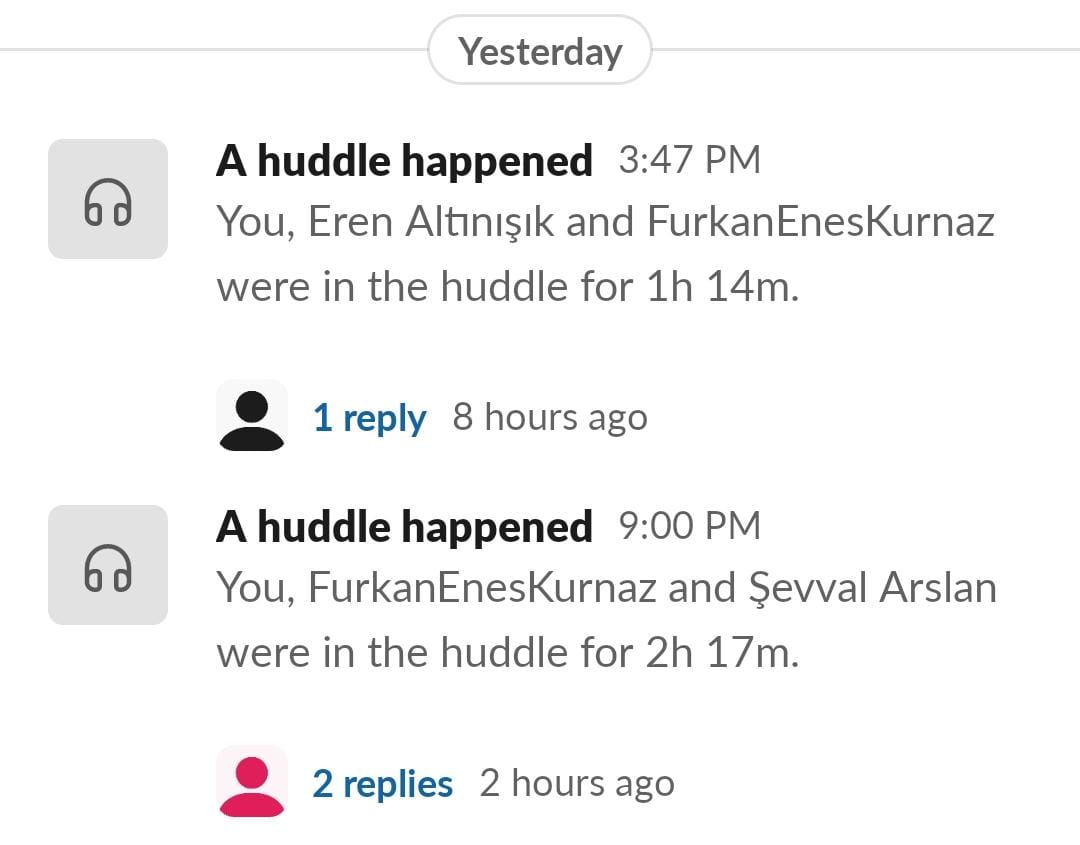 Yesterday
A huddle happened 3:47 PM
You, Eren Altınışık and FurkanEnesKurnaz
were in the huddle for 1h 14m.
1 reply 8 hours ago
A huddle happened 9:00 PM
You, FurkanEnesKurnaz and Şevval Arslan
were in the huddle for 2h 17m.
2 replies 2 hours ago